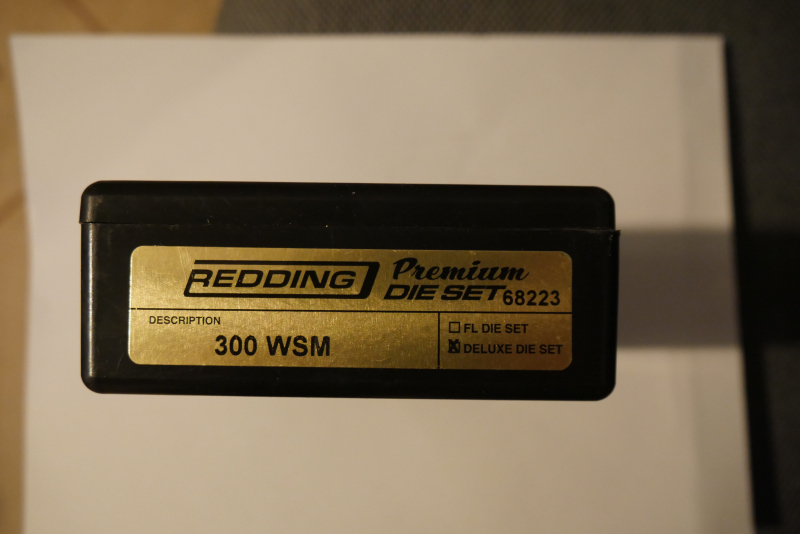 REDDING Premium
DIE SET 68223
DESCRIPTION
300 WSM
FL DIE SET
DELUXE DIE SET